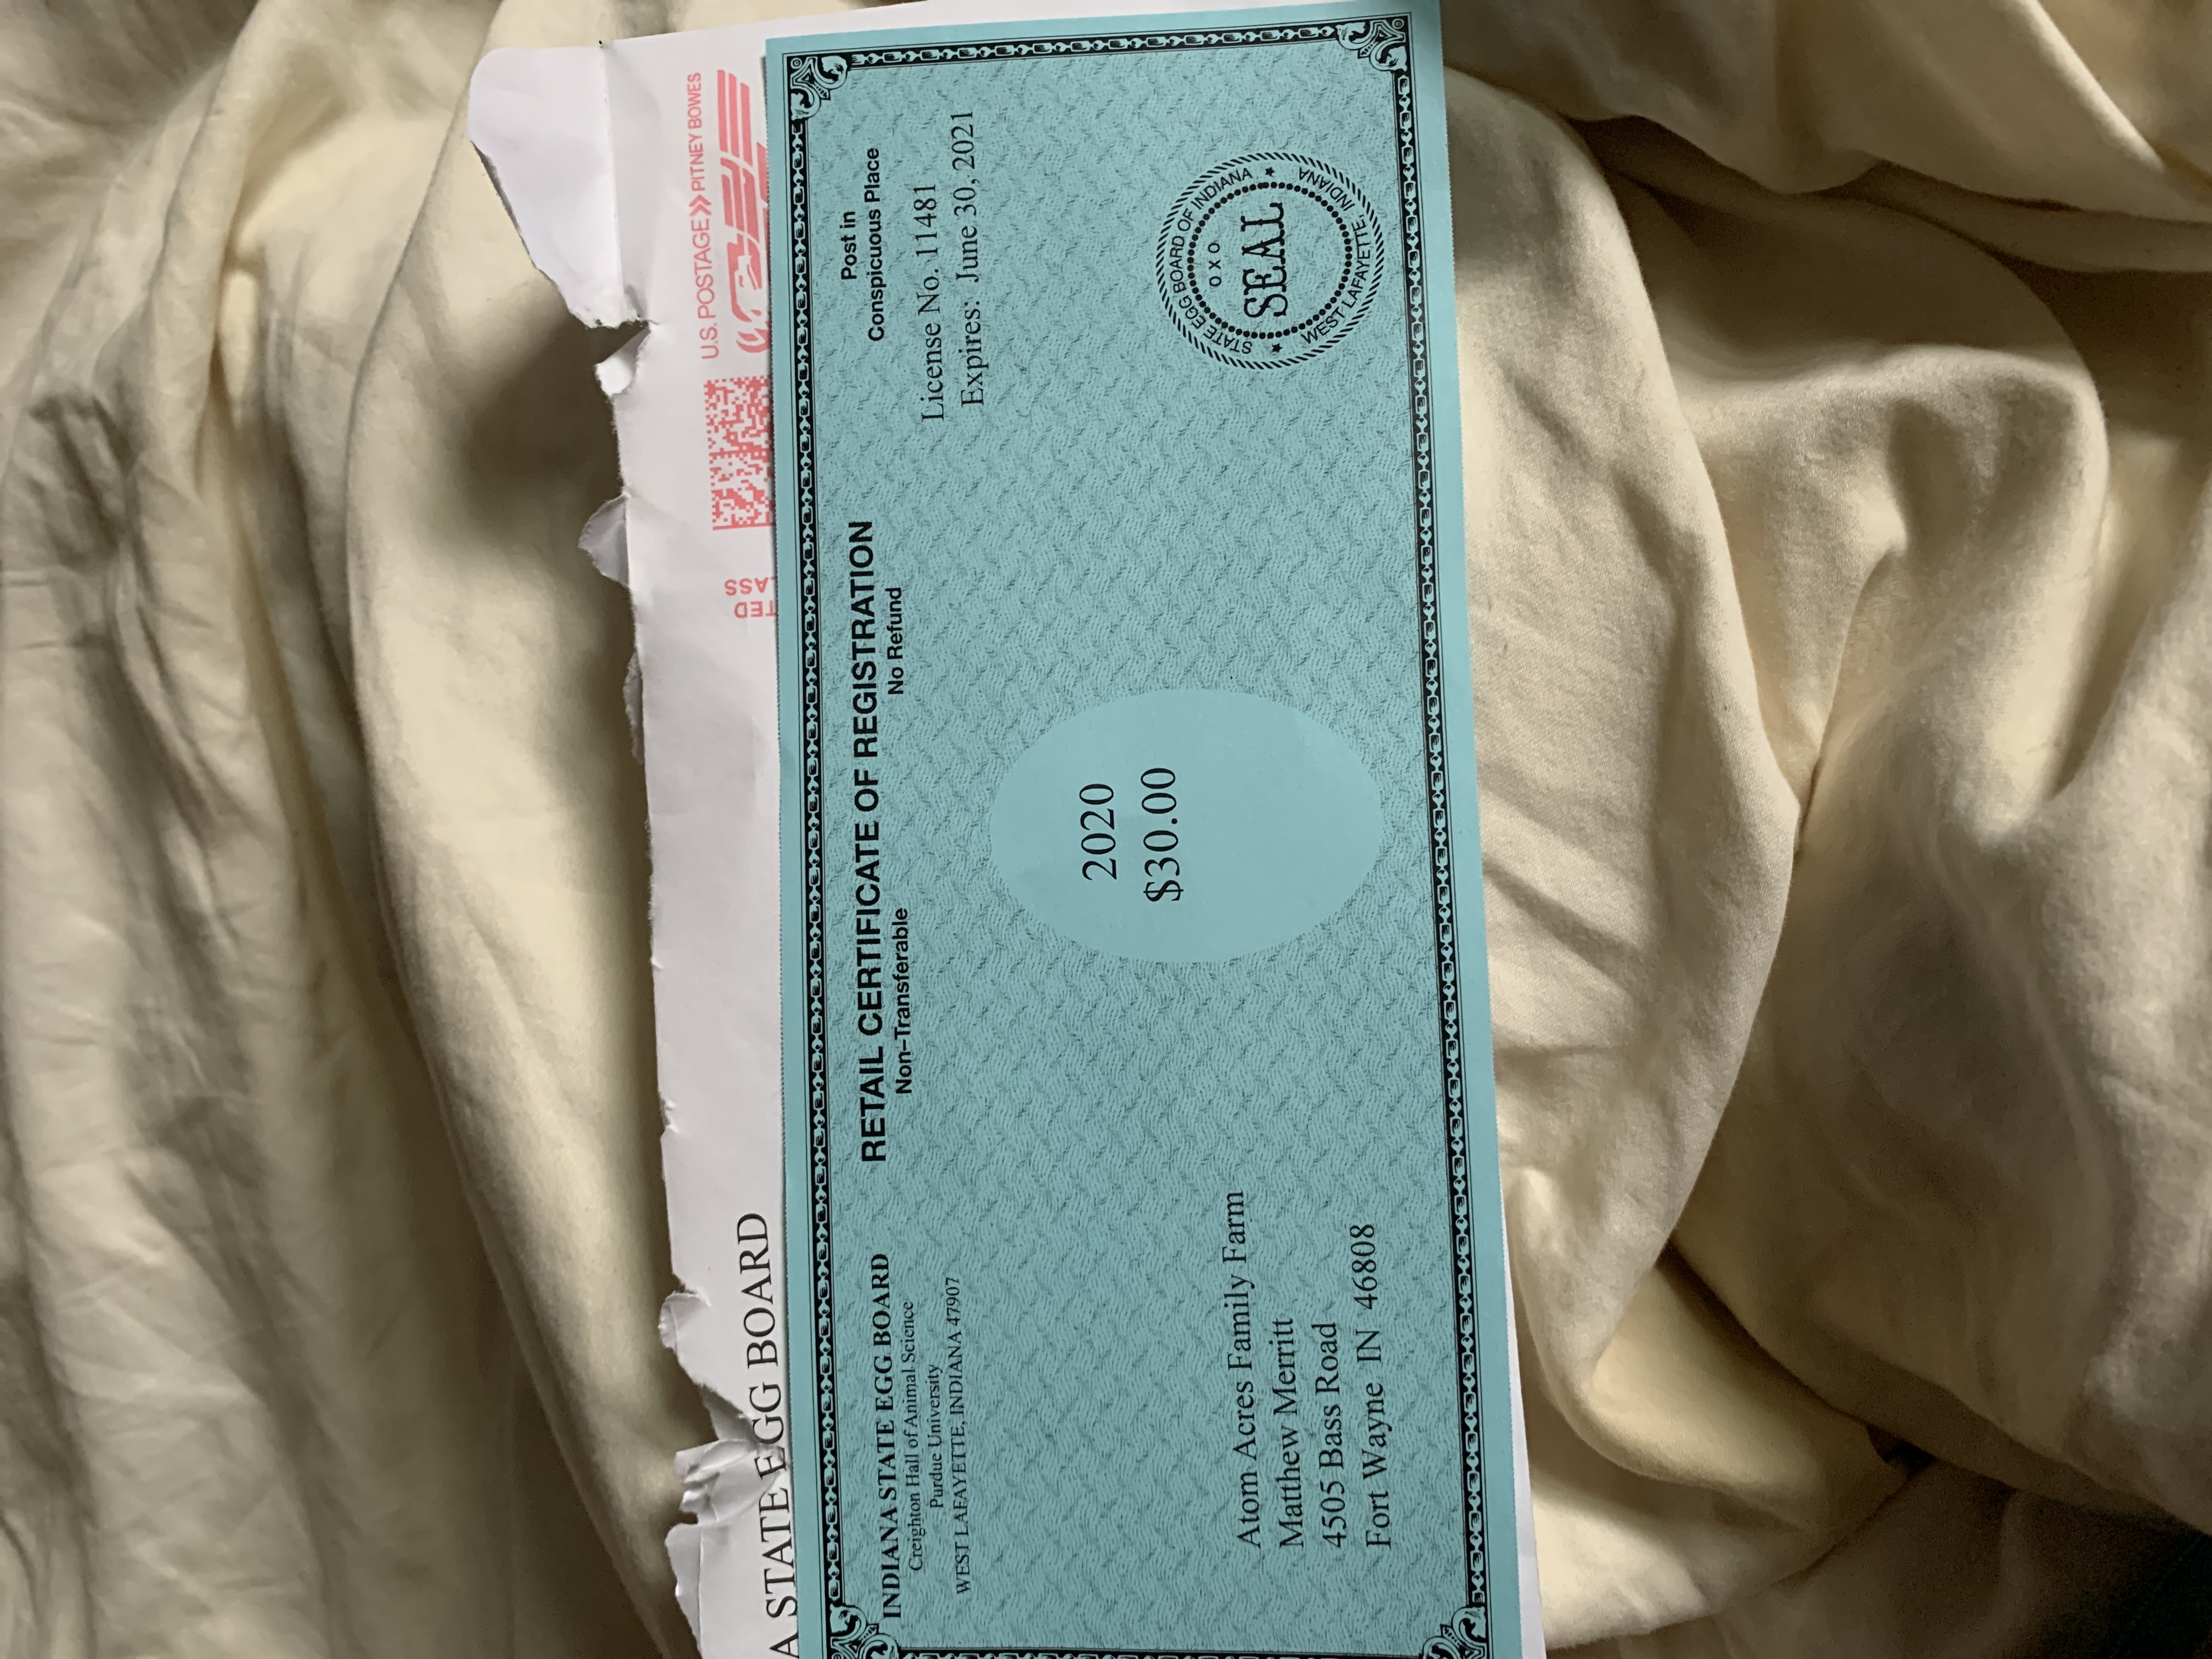 A STATE EGG BOARD
U.S. POSTAGE >> PITNEY BOWES
INDIANA STATE EGG BOARD
Creighton Hall of Animal Science
Purdue University
WEST LAFAYETTE, INDIANA 47907
RETAIL CERTIFICATE OF REGISTRATION
Non-Transferable No Refund
Post in
Conspicuous Place
License No. 11481
Expires: June 30, 2021
2020
$30.00
Atom Acres Family Farm
Matthew Merritt
4505 Bass Road
Fort Wayne IN 46808
STATE EGG BOARD OF INDIANA
OXO
SEAL
WEST LAFAYETTE, INDIANA